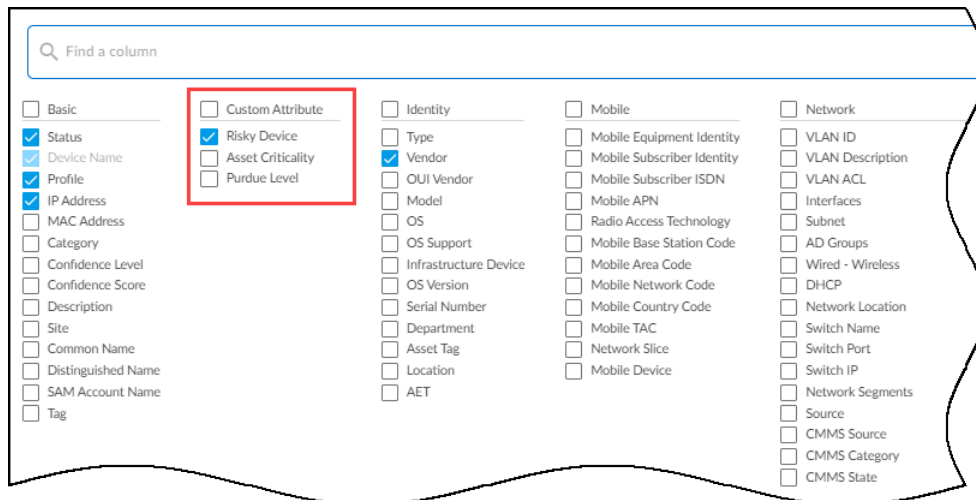 Find a column
Basic
Status
Device Name
Profile
IP Address
MAC Address
Category
Confidence Level
Confidence Score
Description
Site
Common Name
Distinguished Name
SAM Account Name
Tag
Custom Attribute
Risky Device
Asset Criticality
Purdue Level
Identity
Type
Vendor
OUI Vendor
Model
OS
OS Support
Infrastructure Device
OS Version
Serial Number
Department
Asset Tag
Location
AET
Mobile
Mobile Equipment Identity
Mobile Subscriber Identity
Mobile Subscriber ISDN
Mobile APN
Radio Access Technology
Mobile Base Station Code
Mobile Area Code
Mobile Network Code
Mobile Country Code
Mobile TAC
Network Slice
Mobile Device
Network
VLAN ID
VLAN Description
VLAN ACL
Interfaces
Subnet
AD Groups
Wired - Wireless
DHCP
Network Location
Switch Name
Switch Port
Switch IP
Network Segments
Source
CMMS Source
CMMS Category
CMMS State